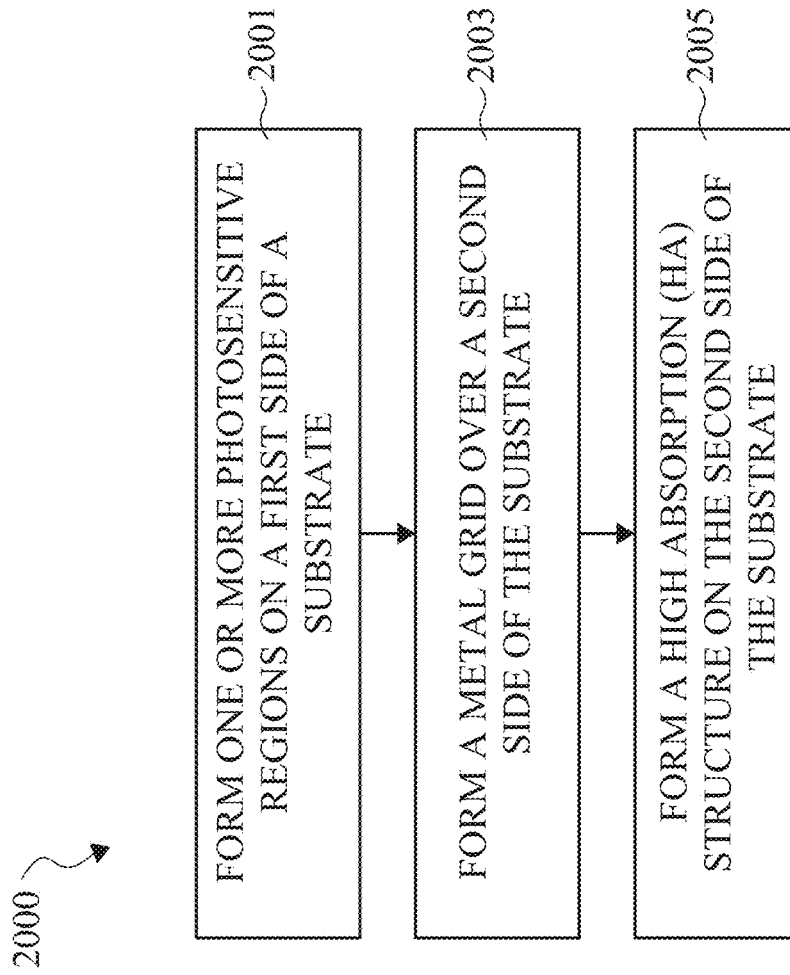 2000
FORM ONE OR MORE PHOTOSENSITIVE
REGIONS ON A FIRST SIDE OF A
SUBSTRATE
2001
FORM A METAL GRID OVER A SECOND
SIDE OF THE SUBSTRATE
2003
FORM A HIGH ABSORPTION (HA)
STRUCTURE ON THE SECOND SIDE OF
THE SUBSTRATE
2005